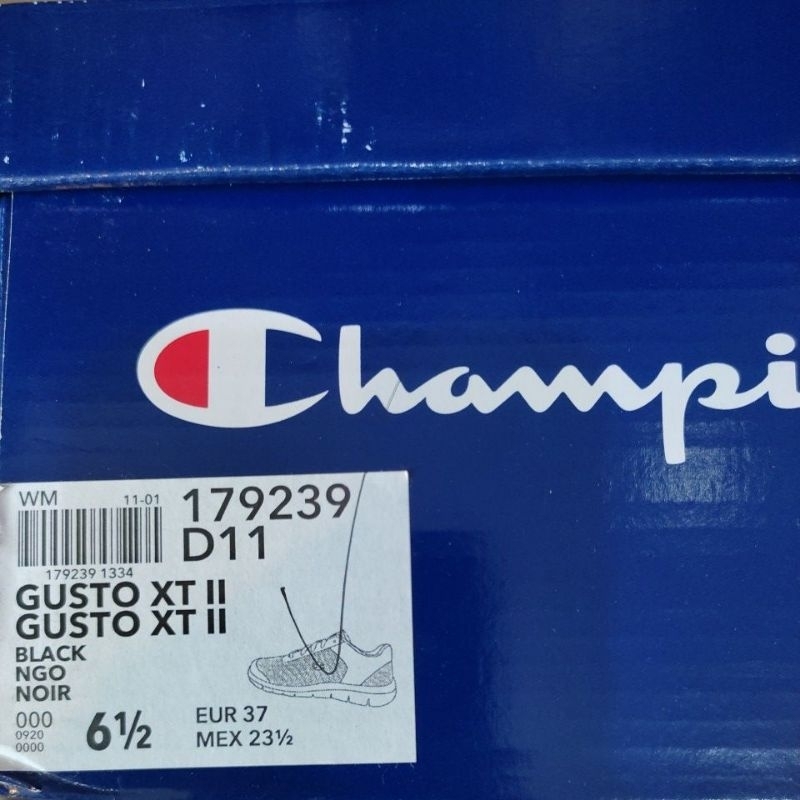 Champi
WM 11-01
179239
D11
179239 1334
GUSTO XT II
GUSTO XT II
BLACK
NGO
NOIR
000
0920
0000
6½
EUR 37
MEX 23½